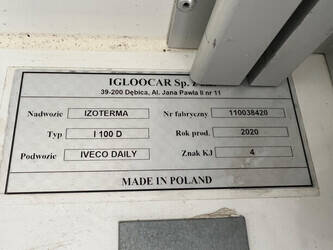 IGLOOCAR Sp.
39-200 Dębica, Al. Jana Pawła II nr 11
Nadwozie IZOTERMA Nr fabryczny 110038420
Typ I 100 D Rok prod. 2020
Podwozie IVECO DAILY Znak KJ 4
MADE IN POLAND